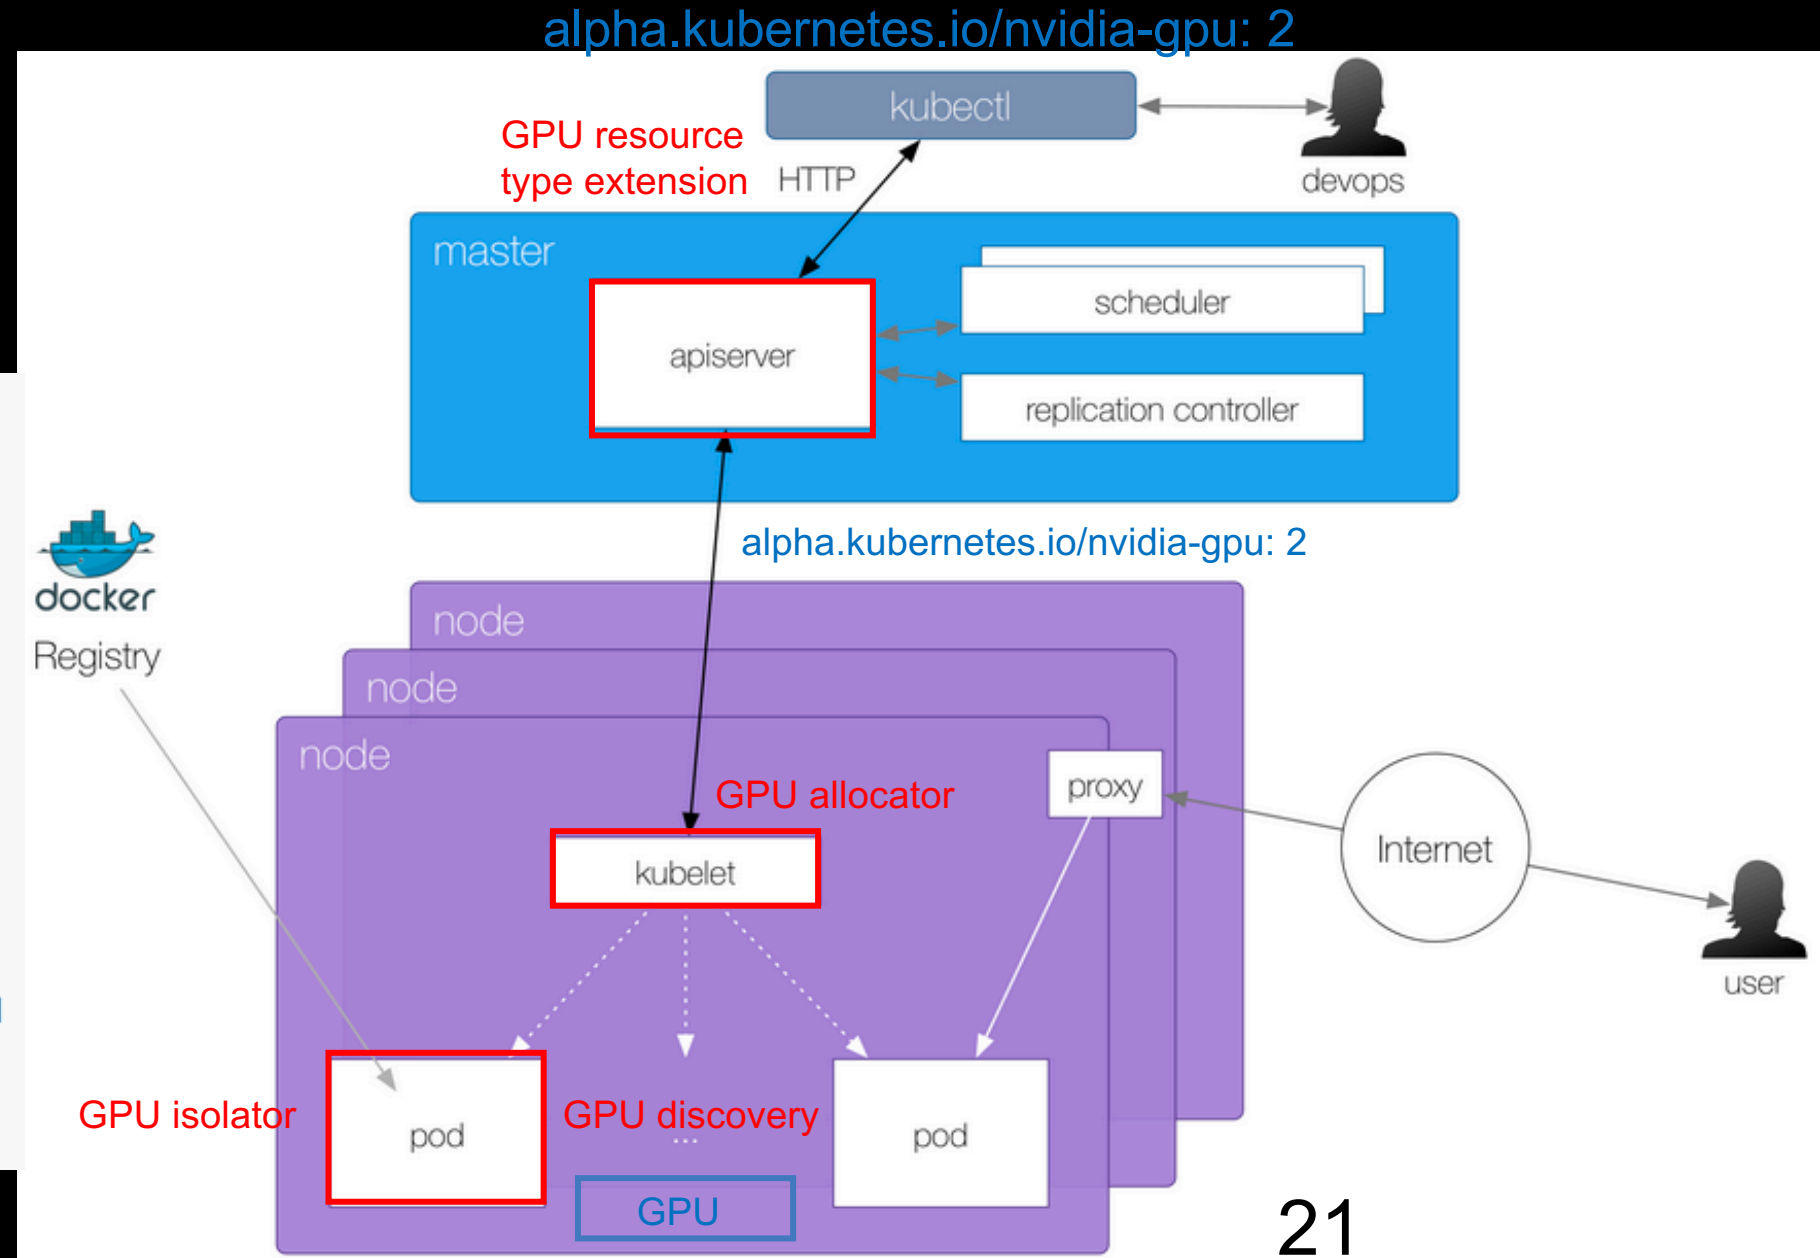 alpha.kubernetes.io/nvidia-gpu: 2
kubectl
GPU resource
type extension
HTTP
devops
master
scheduler
apiserver
replication controller
alpha.kubernetes.io/nvidia-gpu: 2
docker
Registry
node
node
node
GPU allocator
proxy
kubelet
Internet
user
GPU isolator
pod
GPU discovery
...
pod
GPU
21